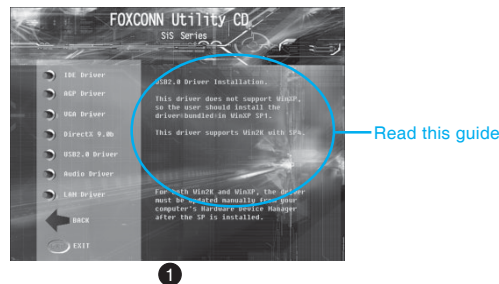 FOXCONN Utility CD
SiS Series
IDE Driver
AGP Driver
VGA Driver
DirectX 9.0b
USB2.0 Driver
Audio Driver
LAN Driver
BACK
EXIT
USB2.0 Driver Installation.
This driver does not support WinXP,
so the user should install the
driver bundled in WinXP SP1.
This driver supports Win2K with SP4.
For both Win2K and WinXP, the driver
must be updated manually from your
computer's Hardware Device Manager
after the SP is installed.
Read this guide
1